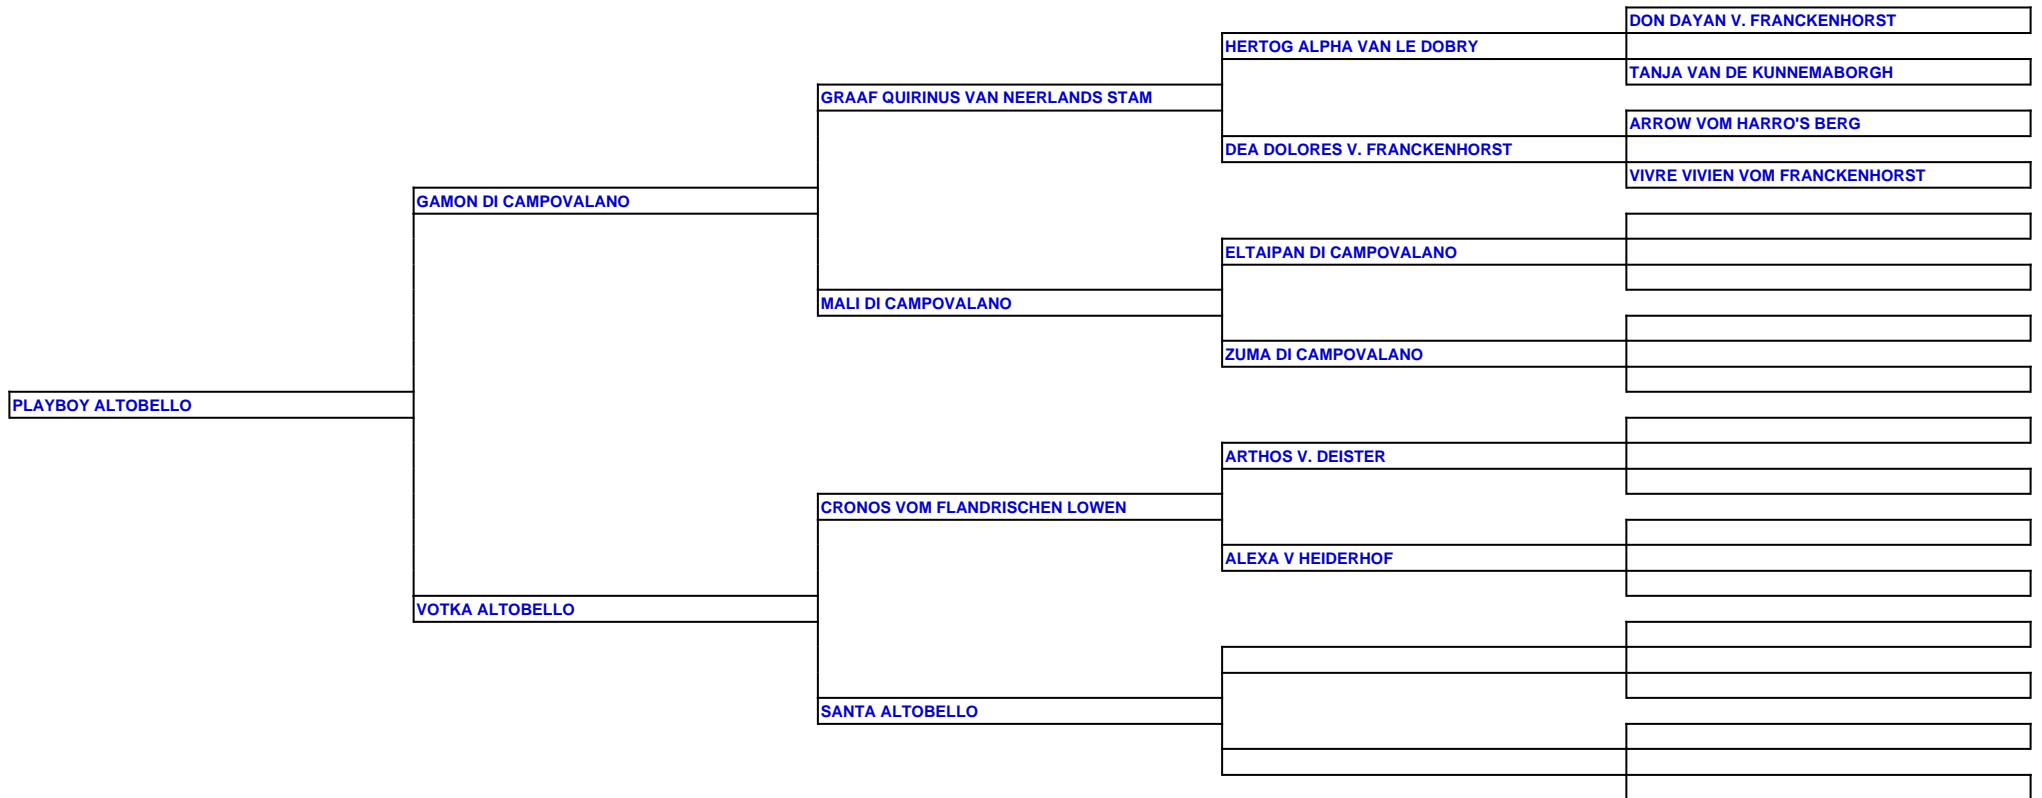 DON DAYAN V. FRANCKENHORST
HERTOG ALPHA VAN LE DOBRY
TANJA VAN DE KUNNEMABORGH
GRAAF QUIRINUS VAN NEERLANDS STAM
ARROW VOM HARRO'S BERG
DEA DOLORES V. FRANCKENHORST
VIVRE VIVIEN VOM FRANCKENHORST
GAMON DI CAMPOVALANO
ELTAIPAN DI CAMPOVALANO
MALI DI CAMPOVALANO
ZUMA DI CAMPOVALANO
PLAYBOY ALTOBELLO
ARTHOS V. DEISTER
CRONOS VOM FLANDRISCHEN LOWEN
ALEXA V HEIDERHOF
VOTKA ALTOBELLO
SANTA ALTOBELLO